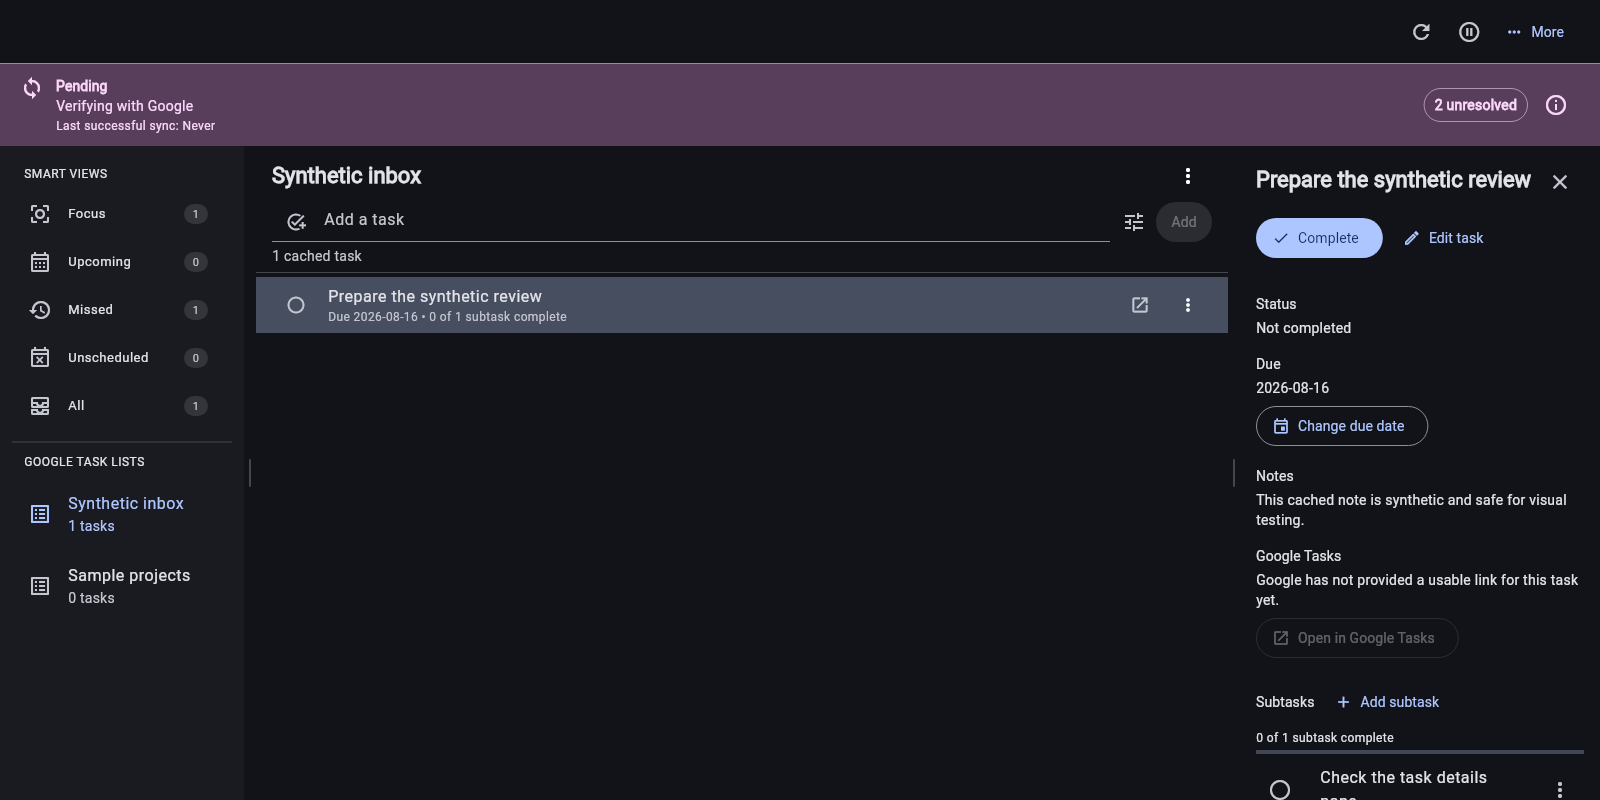 More
Pending
Verifying with Google
Last successful sync: Never
2 unresolved
SMART VIEWS
Focus 1
Upcoming 0
Missed 1
Unscheduled 0
All 1
GOOGLE TASK LISTS
Synthetic inbox
1 tasks
Sample projects
0 tasks
Synthetic inbox
Add a task
Add
1 cached task
Prepare the synthetic review
Due 2026-08-16 • 0 of 1 subtask complete
Prepare the synthetic review
Complete
Edit task
Status
Not completed
Due
2026-08-16
Change due date
Notes
This cached note is synthetic and safe for visual
testing.
Google Tasks
Google has not provided a usable link for this task
yet.
Open in Google Tasks
Subtasks
Add subtask
0 of 1 subtask complete
Check the task details